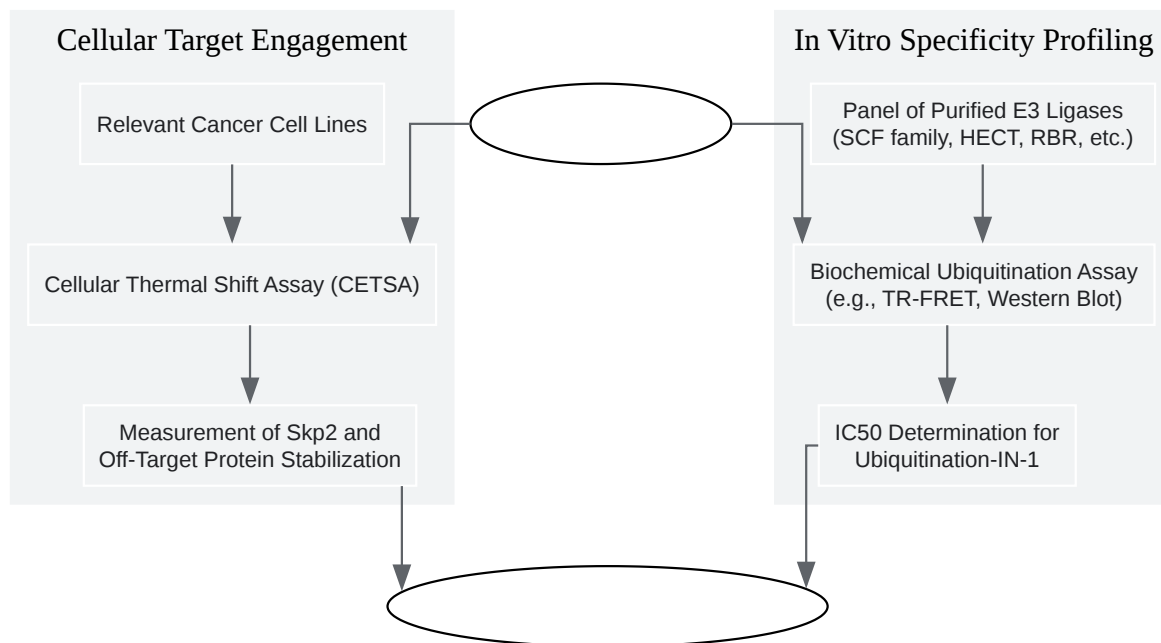 Cellular Target Engagement
Relevant Cancer Cell Lines
Cellular Thermal Shift Assay (CETSA)
Measurement of Skp2 and
Off-Target Protein Stabilization
In Vitro Specificity Profiling
Panel of Purified E3 Ligases
(SCF family, HECT, RBR, etc.)
Biochemical Ubiquitination Assay
(e.g., TR-FRET, Western Blot)
IC50 Determination for
Ubiquitination-IN-1